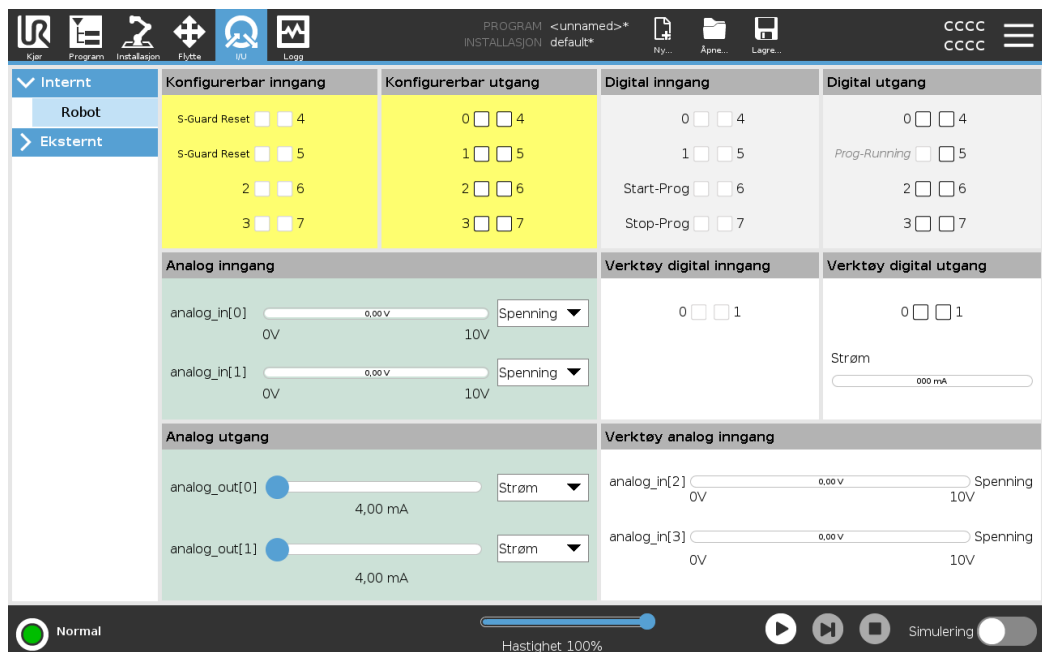 PROGRAM <unnamed>*
INSTALLASJON default*
CCCC
CCCC
Kjør Program Installasjon Flytte I/U Logg Ny... Åpne... Lagre...
Internt
Robot
Eksternt
Konfigurerbar inngang
S-Guard Reset 4
S-Guard Reset 5
2 6
3 7
Konfigurerbar utgang
0 4
1 5
2 6
3 7
Digital inngang
0 4
1 5
Start-Prog 6
Stop-Prog 7
Digital utgang
0 4
Prog-Running 5
2 6
3 7
Analog inngang
analog_in[0] 0,00 V Spenning
0V 10V
analog_in[1] 0,00 V Spenning
0V 10V
Verktøy digital inngang
0 1
Verktøy digital utgang
0 1
Strøm
000 mA
Analog utgang
analog_out[0] Strøm
4,00 mA
analog_out[1] Strøm
4,00 mA
Verktøy analog inngang
analog_in[2] 0,00 V Spenning
0V 10V
analog_in[3] 0,00 V Spenning
0V 10V
Normal
Hastighet 100%
Simulering